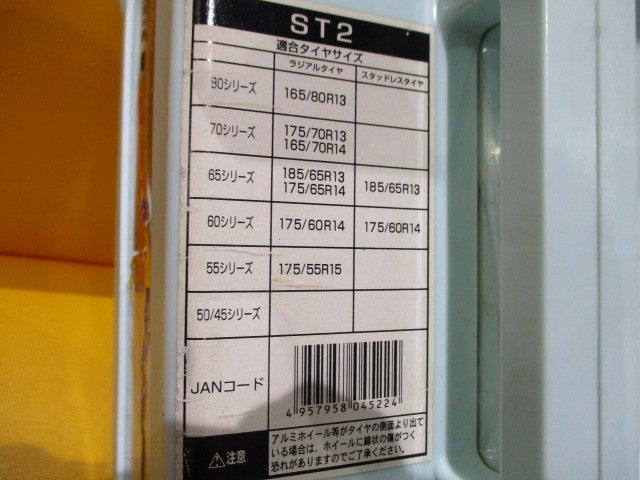 ST2
適合タイヤサイズ
ラジアルタイヤ スタッドレスタイヤ
80シリーズ 165/80R13
70シリーズ 175/70R13
165/70R14
65シリーズ 185/65R13 185/65R13
175/65R14
60シリーズ 175/60R14 175/60R14
55シリーズ 175/55R15
50/45シリーズ
JANコード
4 957958 045224
⚠注意
アルミホイール等がタイヤの側面より出て
いる場合は、ホイールに線状の傷がつく
恐れがありますのでご注意ください。